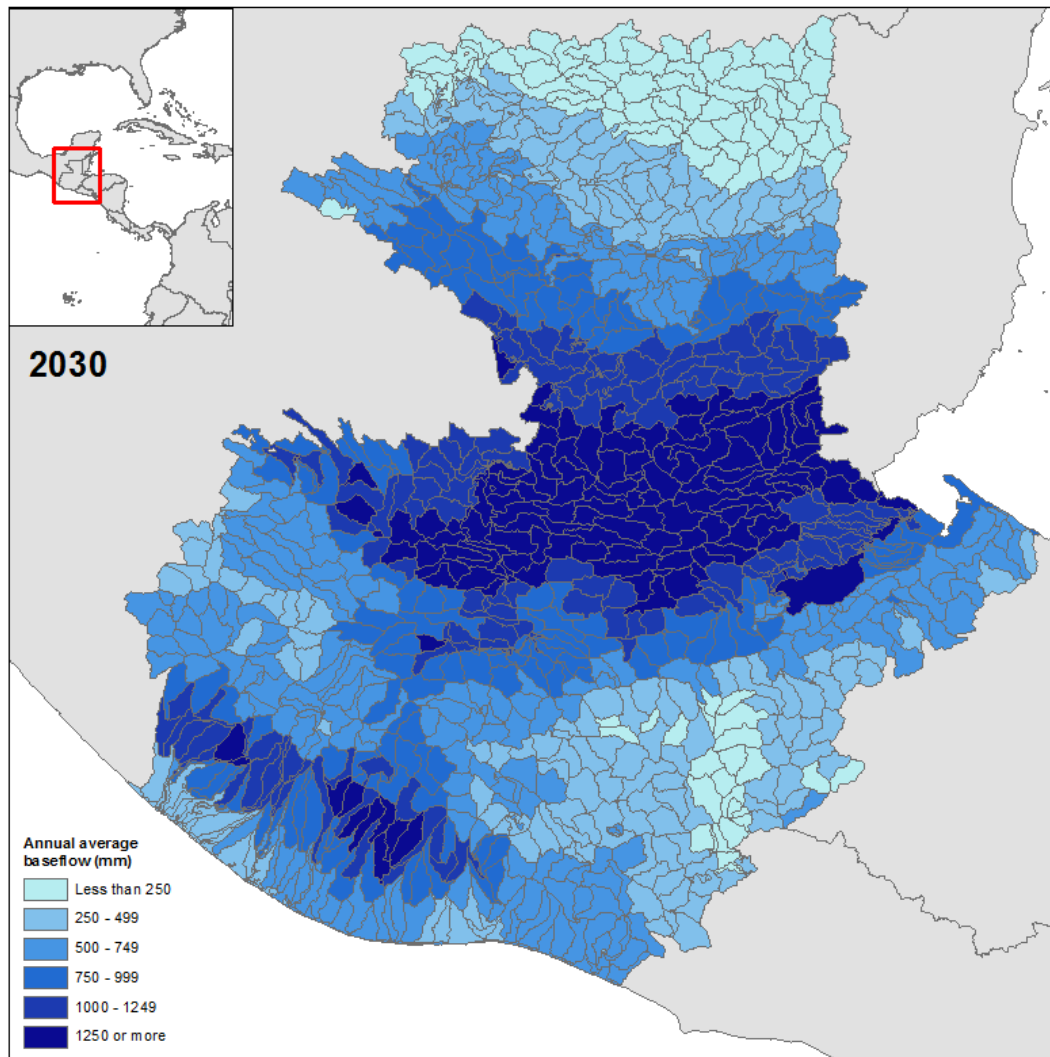 2030
Annual average
baseflow (mm)
Less than 250
250 - 499
500 - 749
750 - 999
1000 - 1249
1250 or more